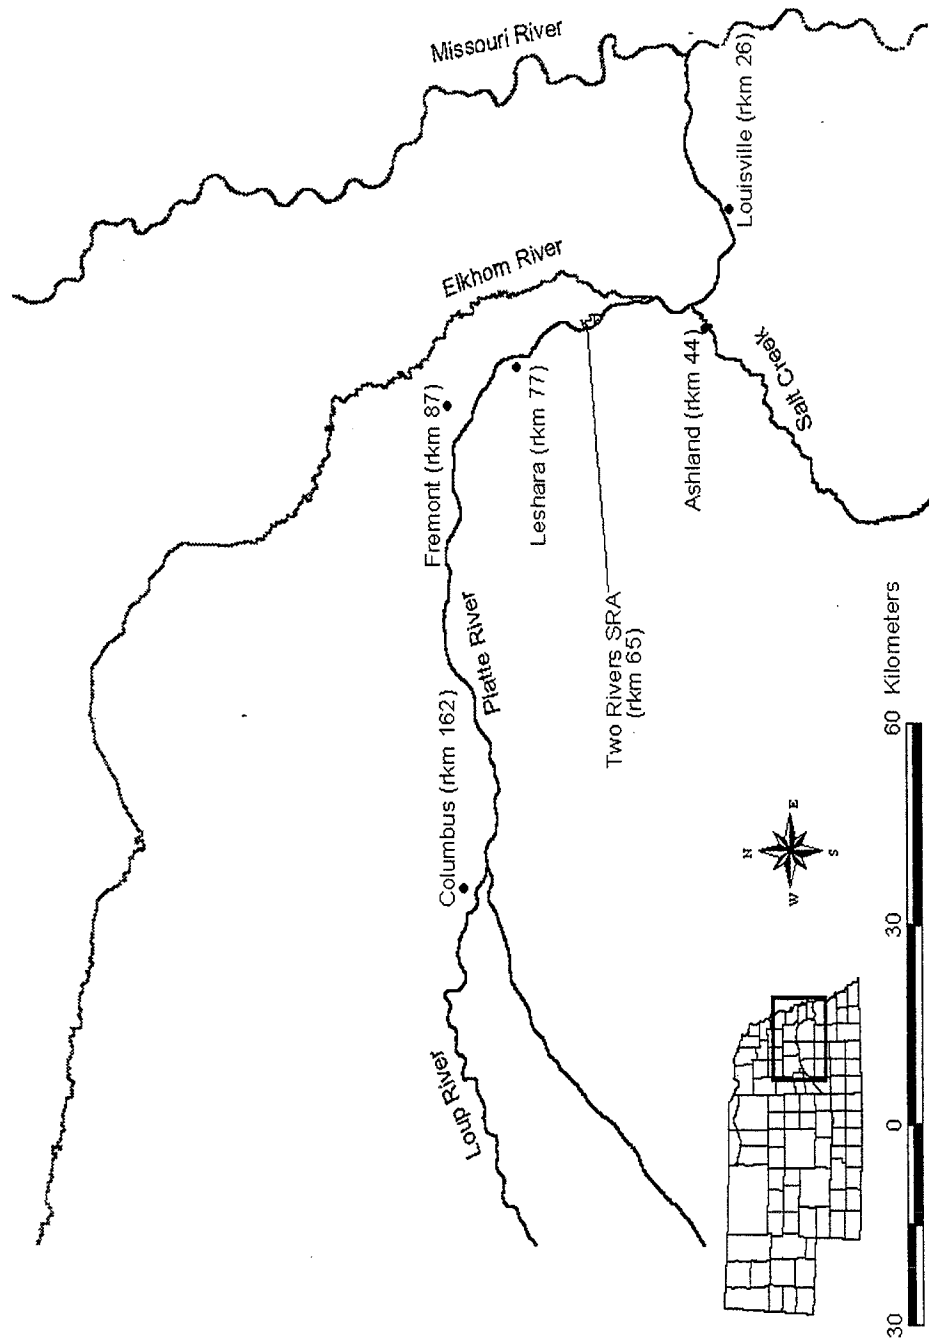 Missouri River
Elkhorn River
Louisville (rkm 26)
Fremont (rkm 87)
Leshara (rkm 77)
Ashland (rkm 44)
Salt Creek
Platte River
Two Rivers SRA
(rkm 65)
Columbus (rkm 162)
Loup River
N
W
E
S
30
0
30
60 Kilometers